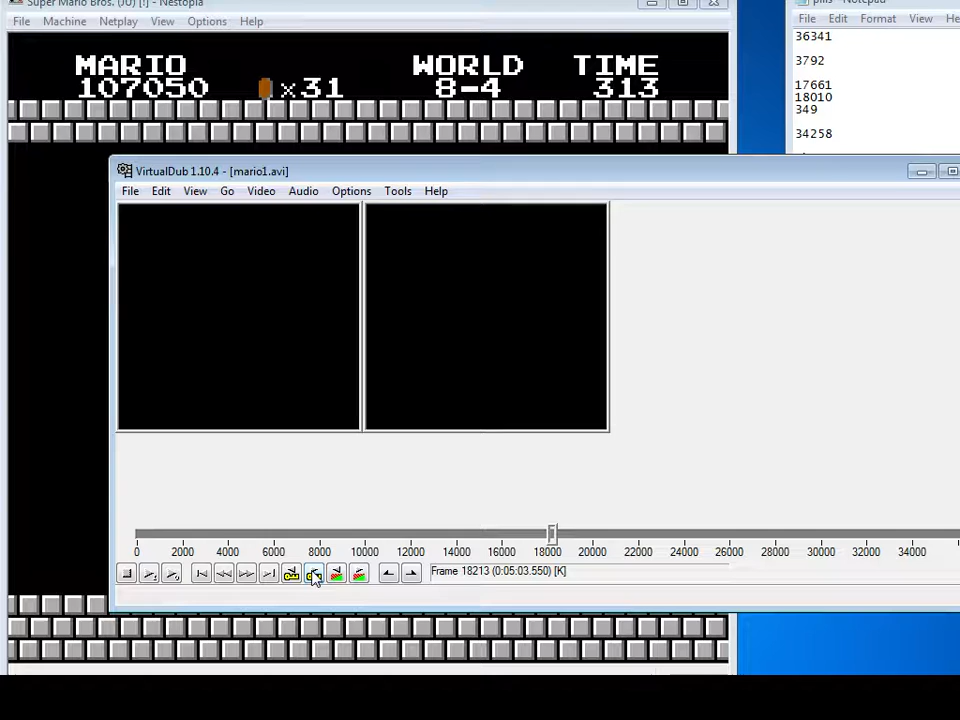 Super Mario Bros. (JU) [!] - Nestopia
File Machine Netplay View Options Help
MARIO WORLD TIME
107050 x31 8-4 313
pills - Notepad
File Edit Format View He
36341
3792
17661
18010
349
34258
VirtualDub 1.10.4 - [mario1.avi]
File Edit View Go Video Audio Options Tools Help
0 2000 4000 6000 8000 10000 12000 14000 16000 18000 20000 22000 24000 26000 28000 30000 32000 34000
Frame 18213 (0:05:03.550) [K]